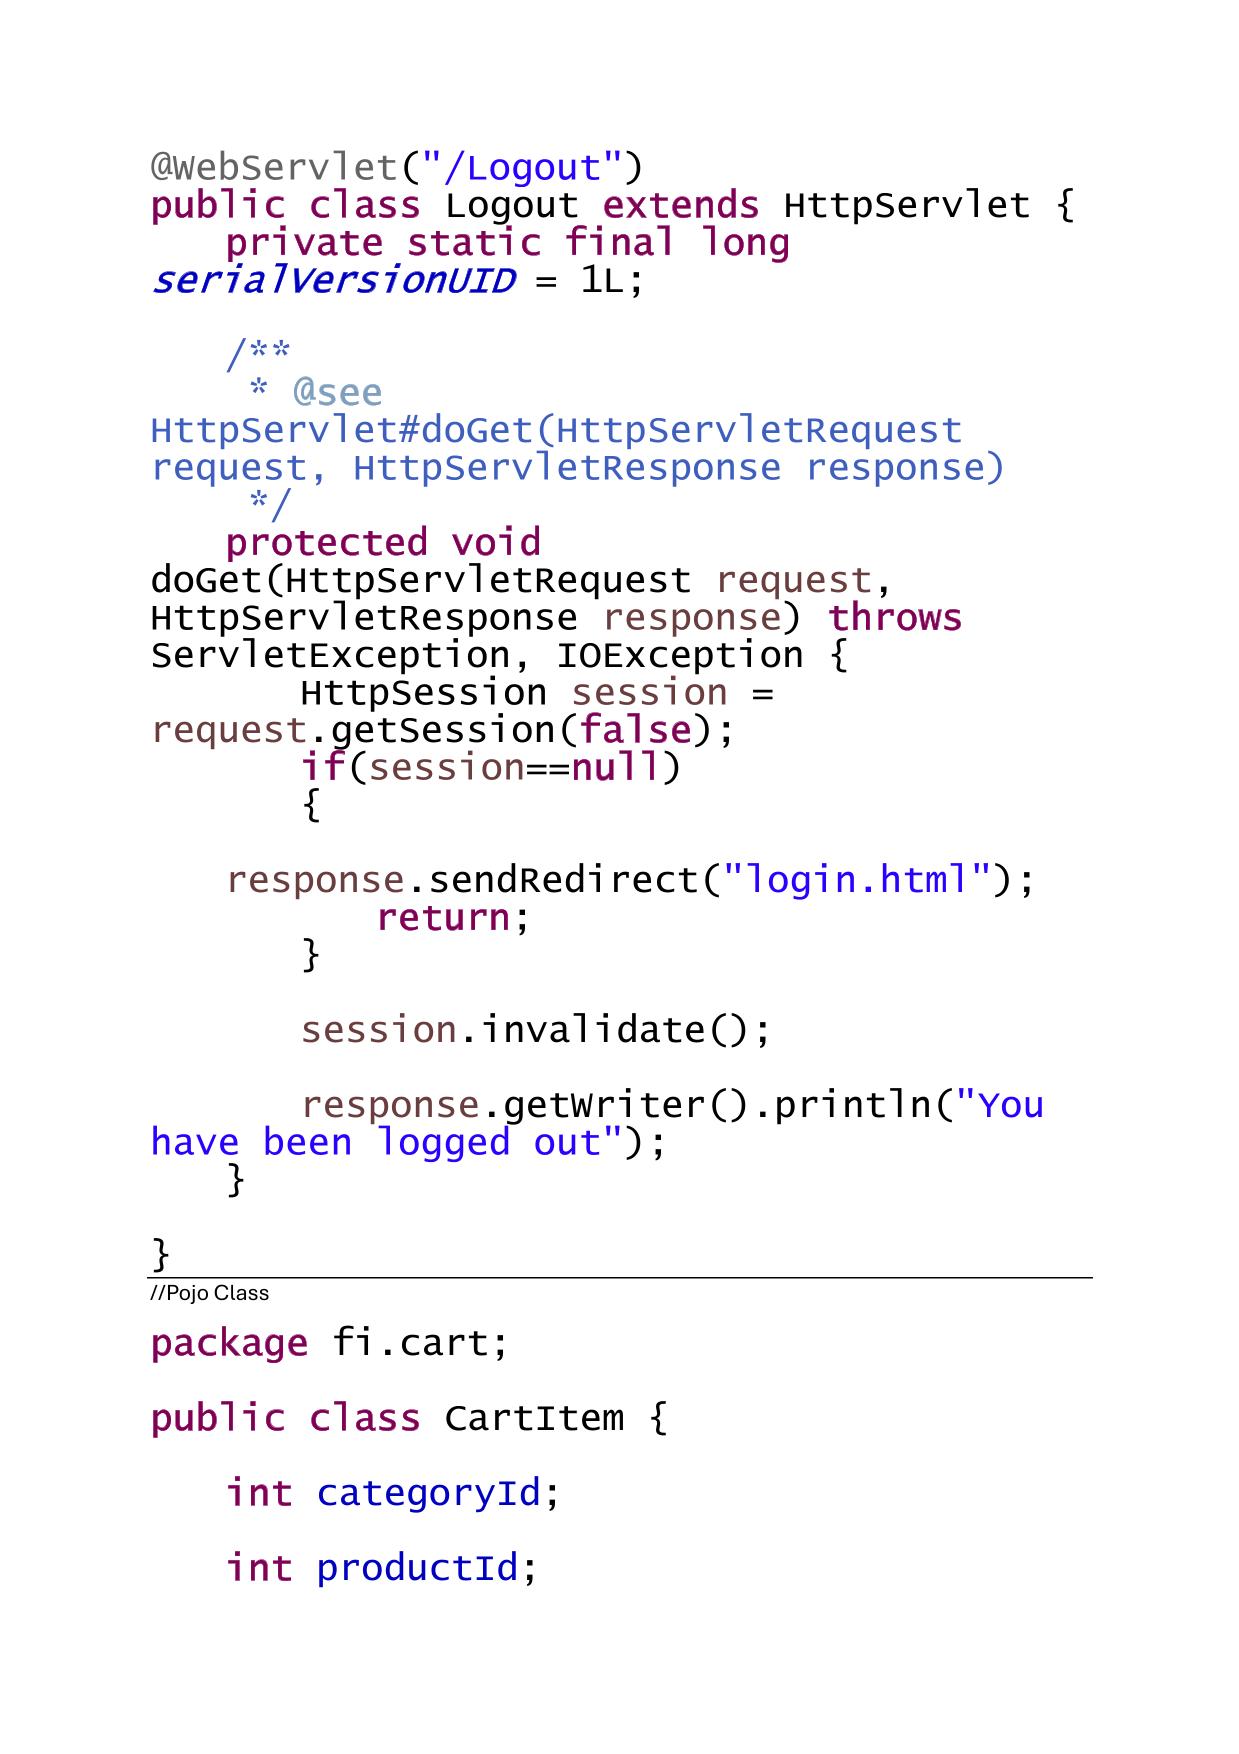 @WebServlet("/Logout")
public class Logout extends HttpServlet {
private static final long
serialVersionUID = 1L;
/**
* @see
HttpServlet#doGet(HttpServletRequest
request, HttpServletResponse response)
*/
protected void
doGet(HttpServletRequest request,
HttpServletResponse response) throws
ServletException, IOException {
HttpSession session =
request.getSession(false);
if(session==null)
{
response.sendRedirect("login.html");
return;
}
session.invalidate();
response.getWriter().println("You
have been logged out");
}
}
//Pojo Class
package fi.cart;
public class CartItem {
int categoryId;
int productId;